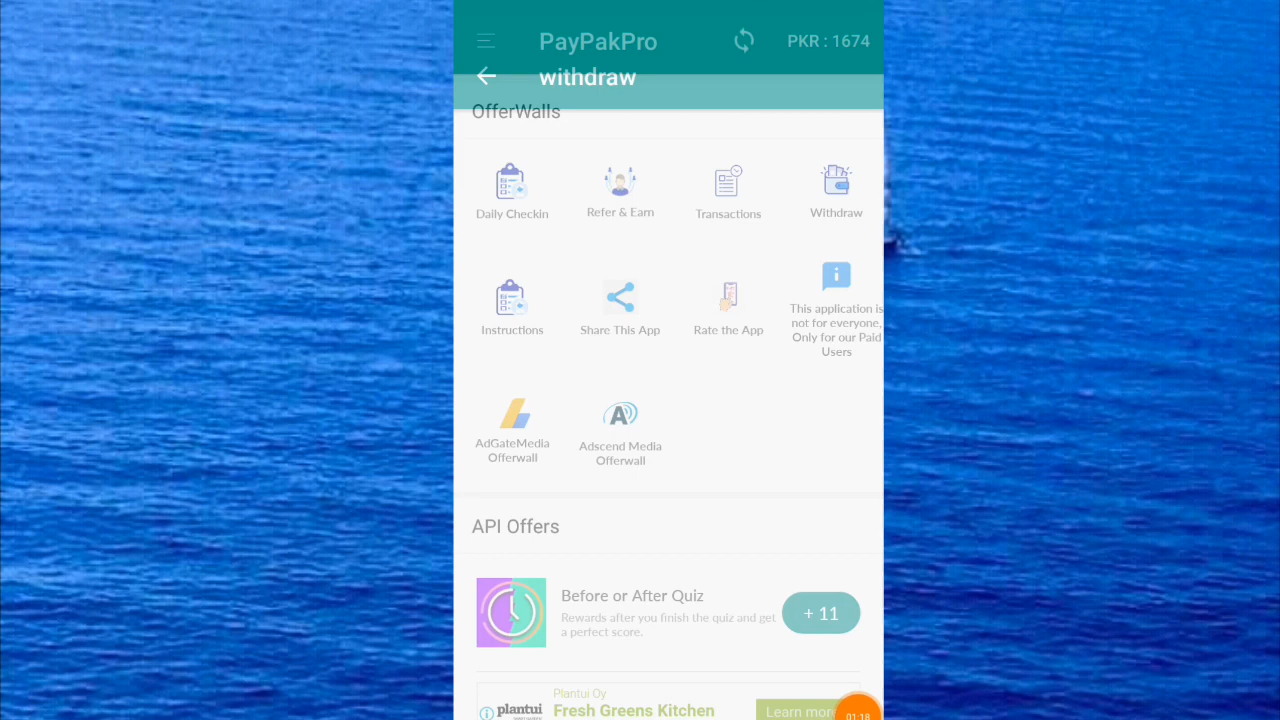 PayPakPro
PKR : 1674
withdraw
OfferWalls
Daily Checkin
Refer & Earn
Transactions
Withdraw
Instructions
Share This App
Rate the App
This application is
not for everyone,
Only for our Paid
Users
AdGateMedia
Offerwall
Adscend Media
Offerwall
API Offers
Before or After Quiz
Rewards after you finish the quiz and get
a perfect score.
+ 11
Plantui Oy
plantui
Fresh Greens Kitchen
Learn more
01:18